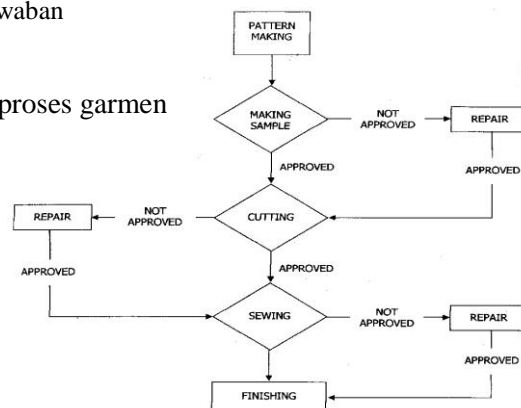 waban
proses garmen
PATTERN
MAKING
MAKING
SAMPLE
NOT
APPROVED
REPAIR
APPROVED
APPROVED
REPAIR
NOT
APPROVED
CUTTING
APPROVED
APPROVED
SEWING
NOT
APPROVED
REPAIR
APPROVED
FINISHING